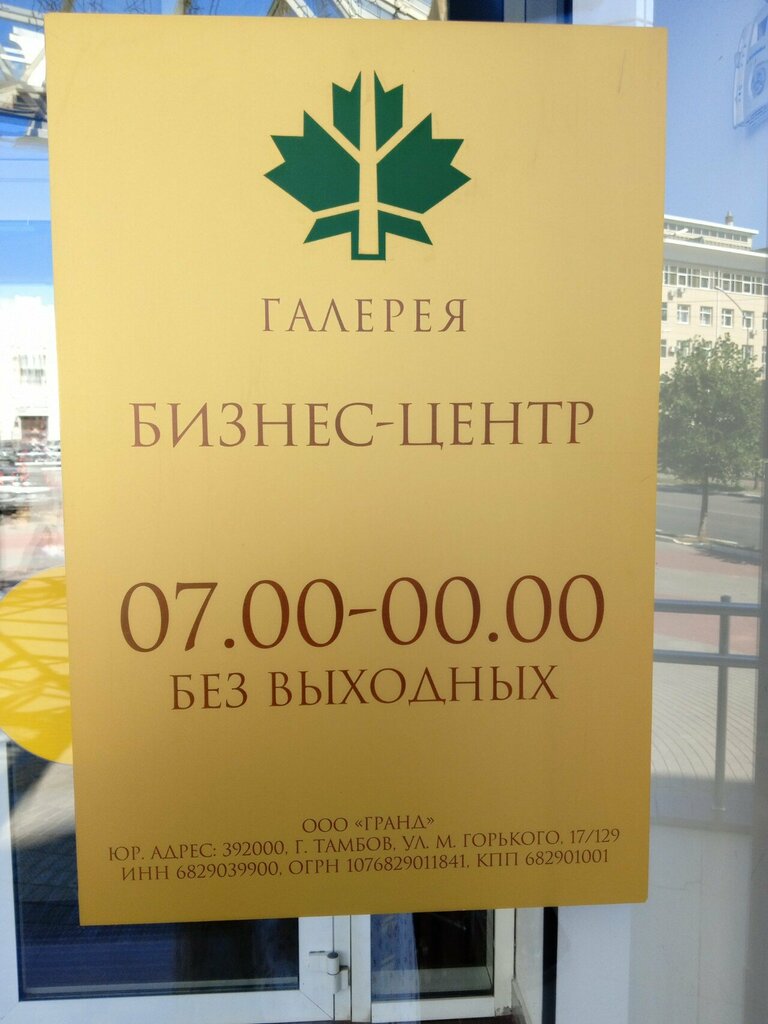 ГАЛЕРЕЯ
БИЗНЕС-ЦЕНТР
07.00-00.00
БЕЗ ВЫХОДНЫХ
ООО «ГРАНД»
ЮР. АДРЕС: 392000, Г. ТАМБОВ, УЛ. М. ГОРЬКОГО, 17/129
ИНН 6829039900, ОГРН 1076829011841, КПП 682901001